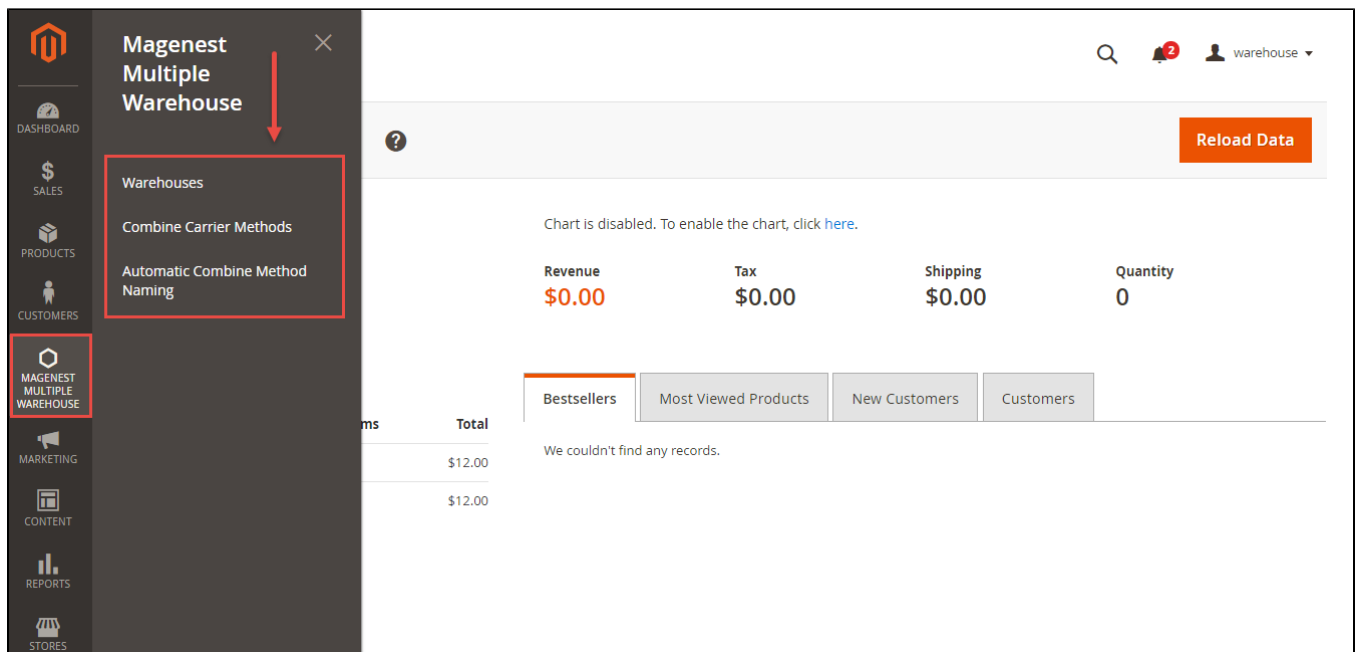 DASHBOARD
SALES
PRODUCTS
CUSTOMERS
MAGENEST
MULTIPLE
WAREHOUSE
MARKETING
CONTENT
REPORTS
STORES
Magenest
Multiple
Warehouse
Warehouses
Combine Carrier Methods
Automatic Combine Method
Naming
2
warehouse
?
Reload Data
Chart is disabled. To enable the chart, click here.
Revenue Tax Shipping Quantity
$0.00 $0.00 $0.00 0
ms Total
$12.00
$12.00
Bestsellers Most Viewed Products New Customers Customers
We couldn't find any records.